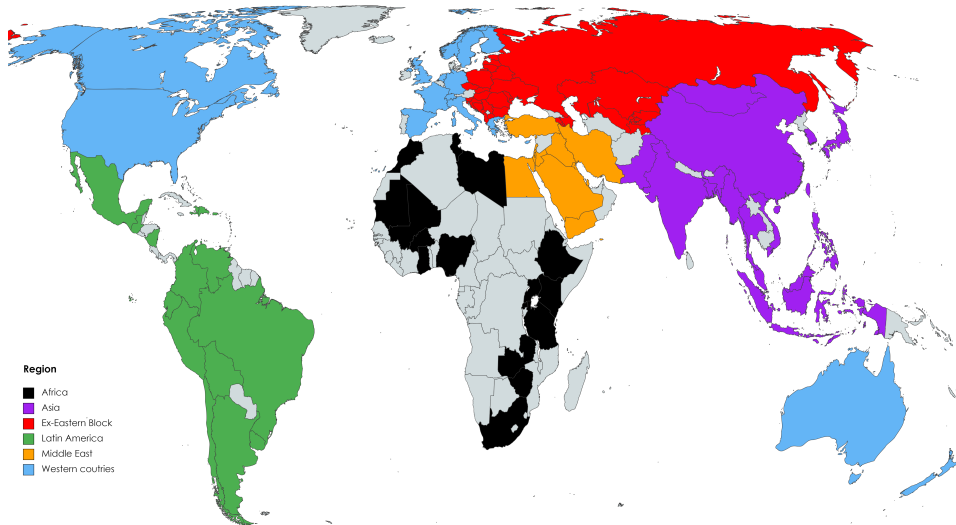 Region
Africa
Asia
Ex-Eastern Block
Latin America
Middle East
Western coutries